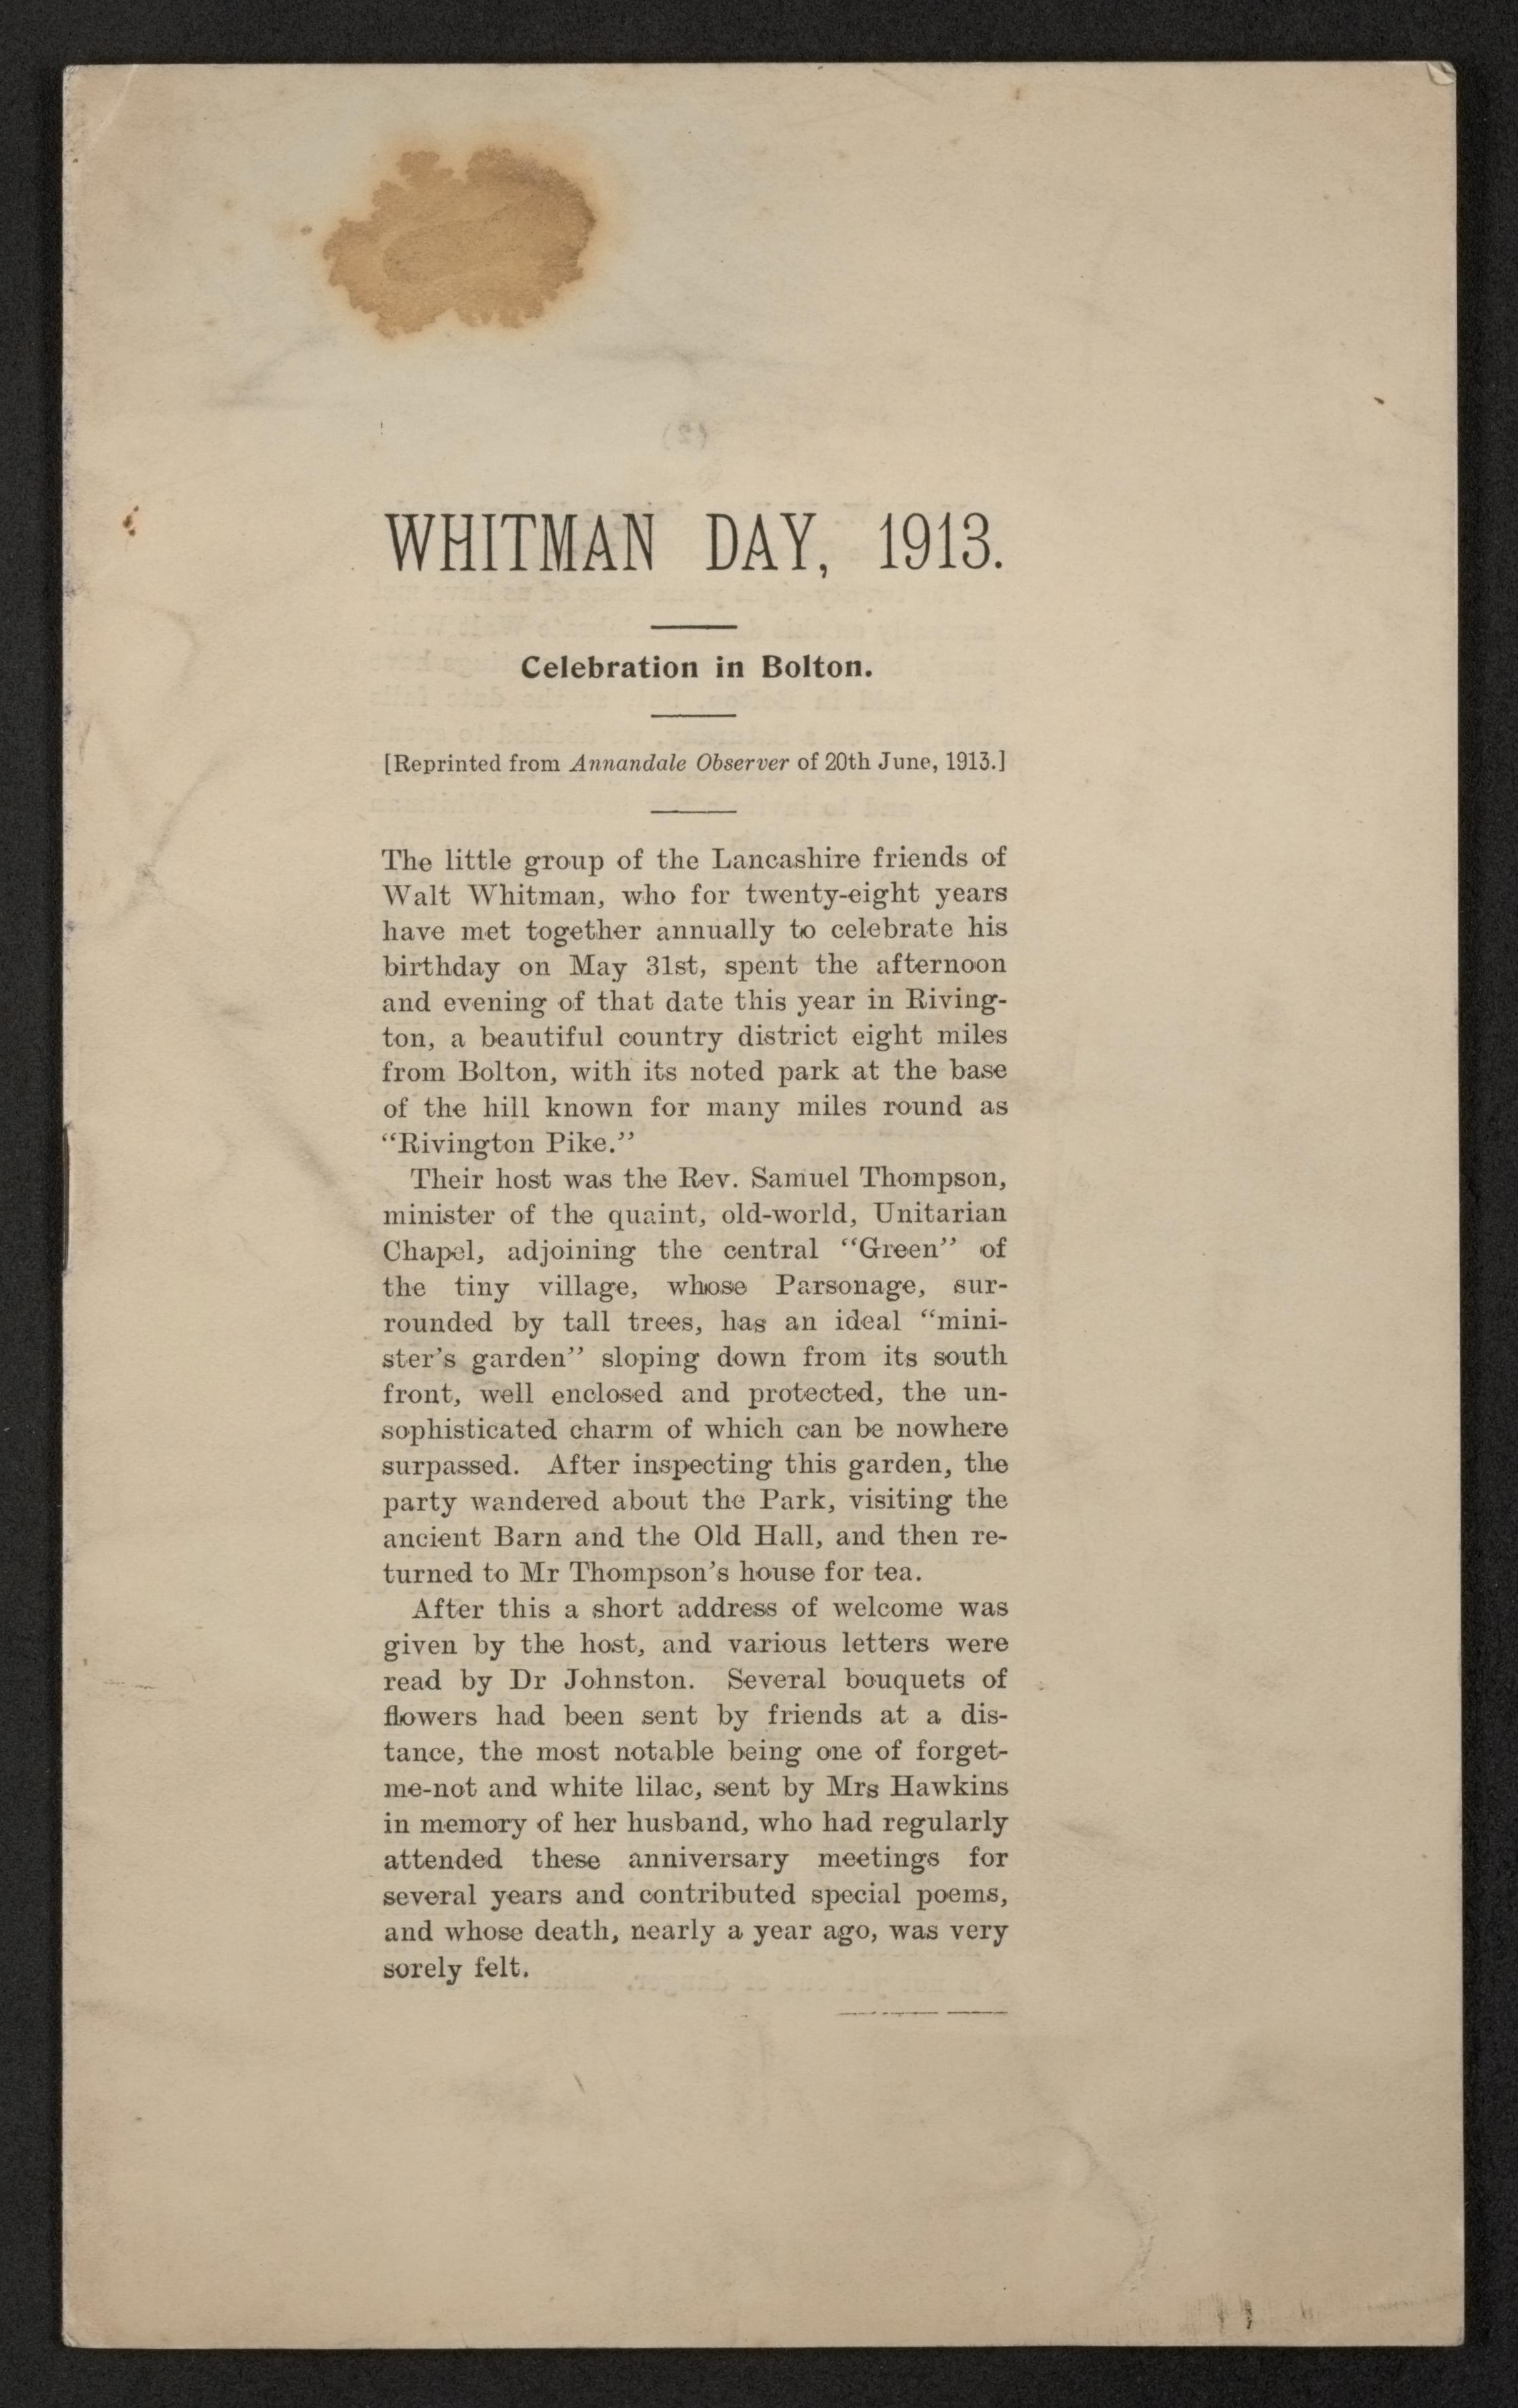 WHITMAN DAY, 1913.
Celebration in Bolton.
[Reprinted from Annandale Observer of 20th June, 1913.]
The little group of the Lancashire friends of
Walt Whitman, who for twenty-eight years
have met together annually to celebrate his
birthday on May 31st, spent the afternoon
and evening of that date this year in Riving-
ton, a beautiful country district eight miles
from Bolton, with its noted park at the base
of the hill known for many miles round as
“Rivington Pike.”
Their host was the Rev. Samuel Thompson,
minister of the quaint, old-world, Unitarian
Chapel, adjoining the central “Green” of
the tiny village, whose Parsonage, sur-
rounded by tall trees, has an ideal “mini-
ster’s garden” sloping down from its south
front, well enclosed and protected, the un-
sophisticated charm of which can be nowhere
surpassed. After inspecting this garden, the
party wandered about the Park, visiting the
ancient Barn and the Old Hall, and then re-
turned to Mr Thompson’s house for tea.
After this a short address of welcome was
given by the host, and various letters were
read by Dr Johnston. Several bouquets of
flowers had been sent by friends at a dis-
tance, the most notable being one of forget-
me-not and white lilac, sent by Mrs Hawkins
in memory of her husband, who had regularly
attended these anniversary meetings for
several years and contributed special poems,
and whose death, nearly a year ago, was very
sorely felt.